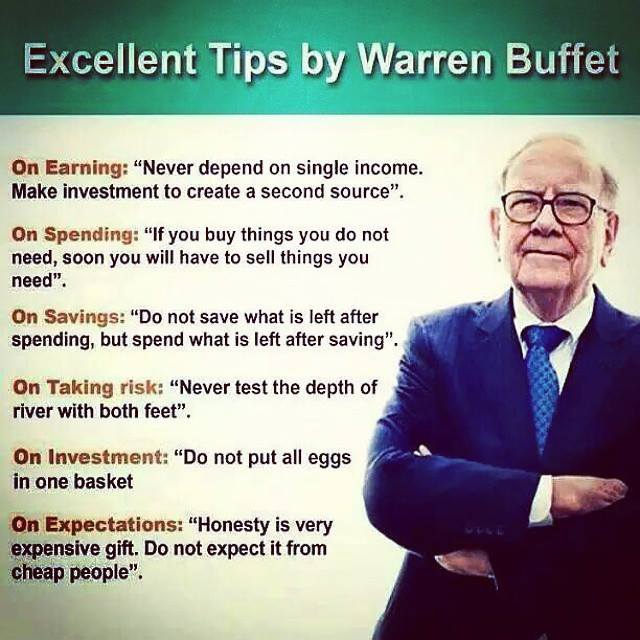 Excellent Tips by Warren Buffet
On Earning: “Never depend on single income.
Make investment to create a second source”.
On Spending: “If you buy things you do not
need, soon you will have to sell things you
need”.
On Savings: “Do not save what is left after
spending, but spend what is left after saving”.
On Taking risk: “Never test the depth of
river with both feet”.
On Investment: “Do not put all eggs
in one basket
On Expectations: “Honesty is very
expensive gift. Do not expect it from
cheap people”.